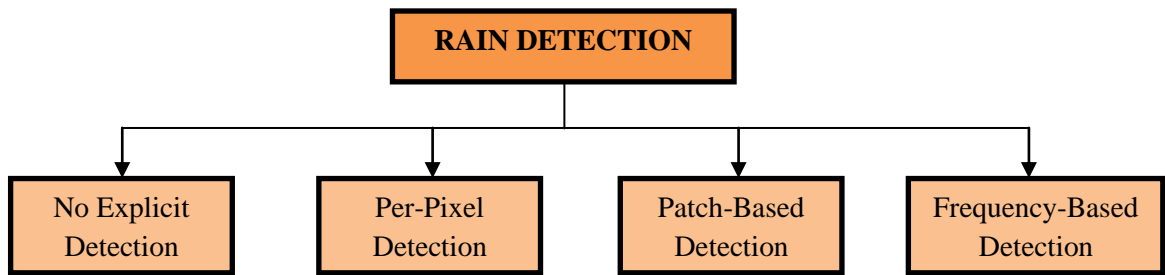 RAIN DETECTION
No Explicit
Detection
Per-Pixel
Detection
Patch-Based
Detection
Frequency-Based
Detection